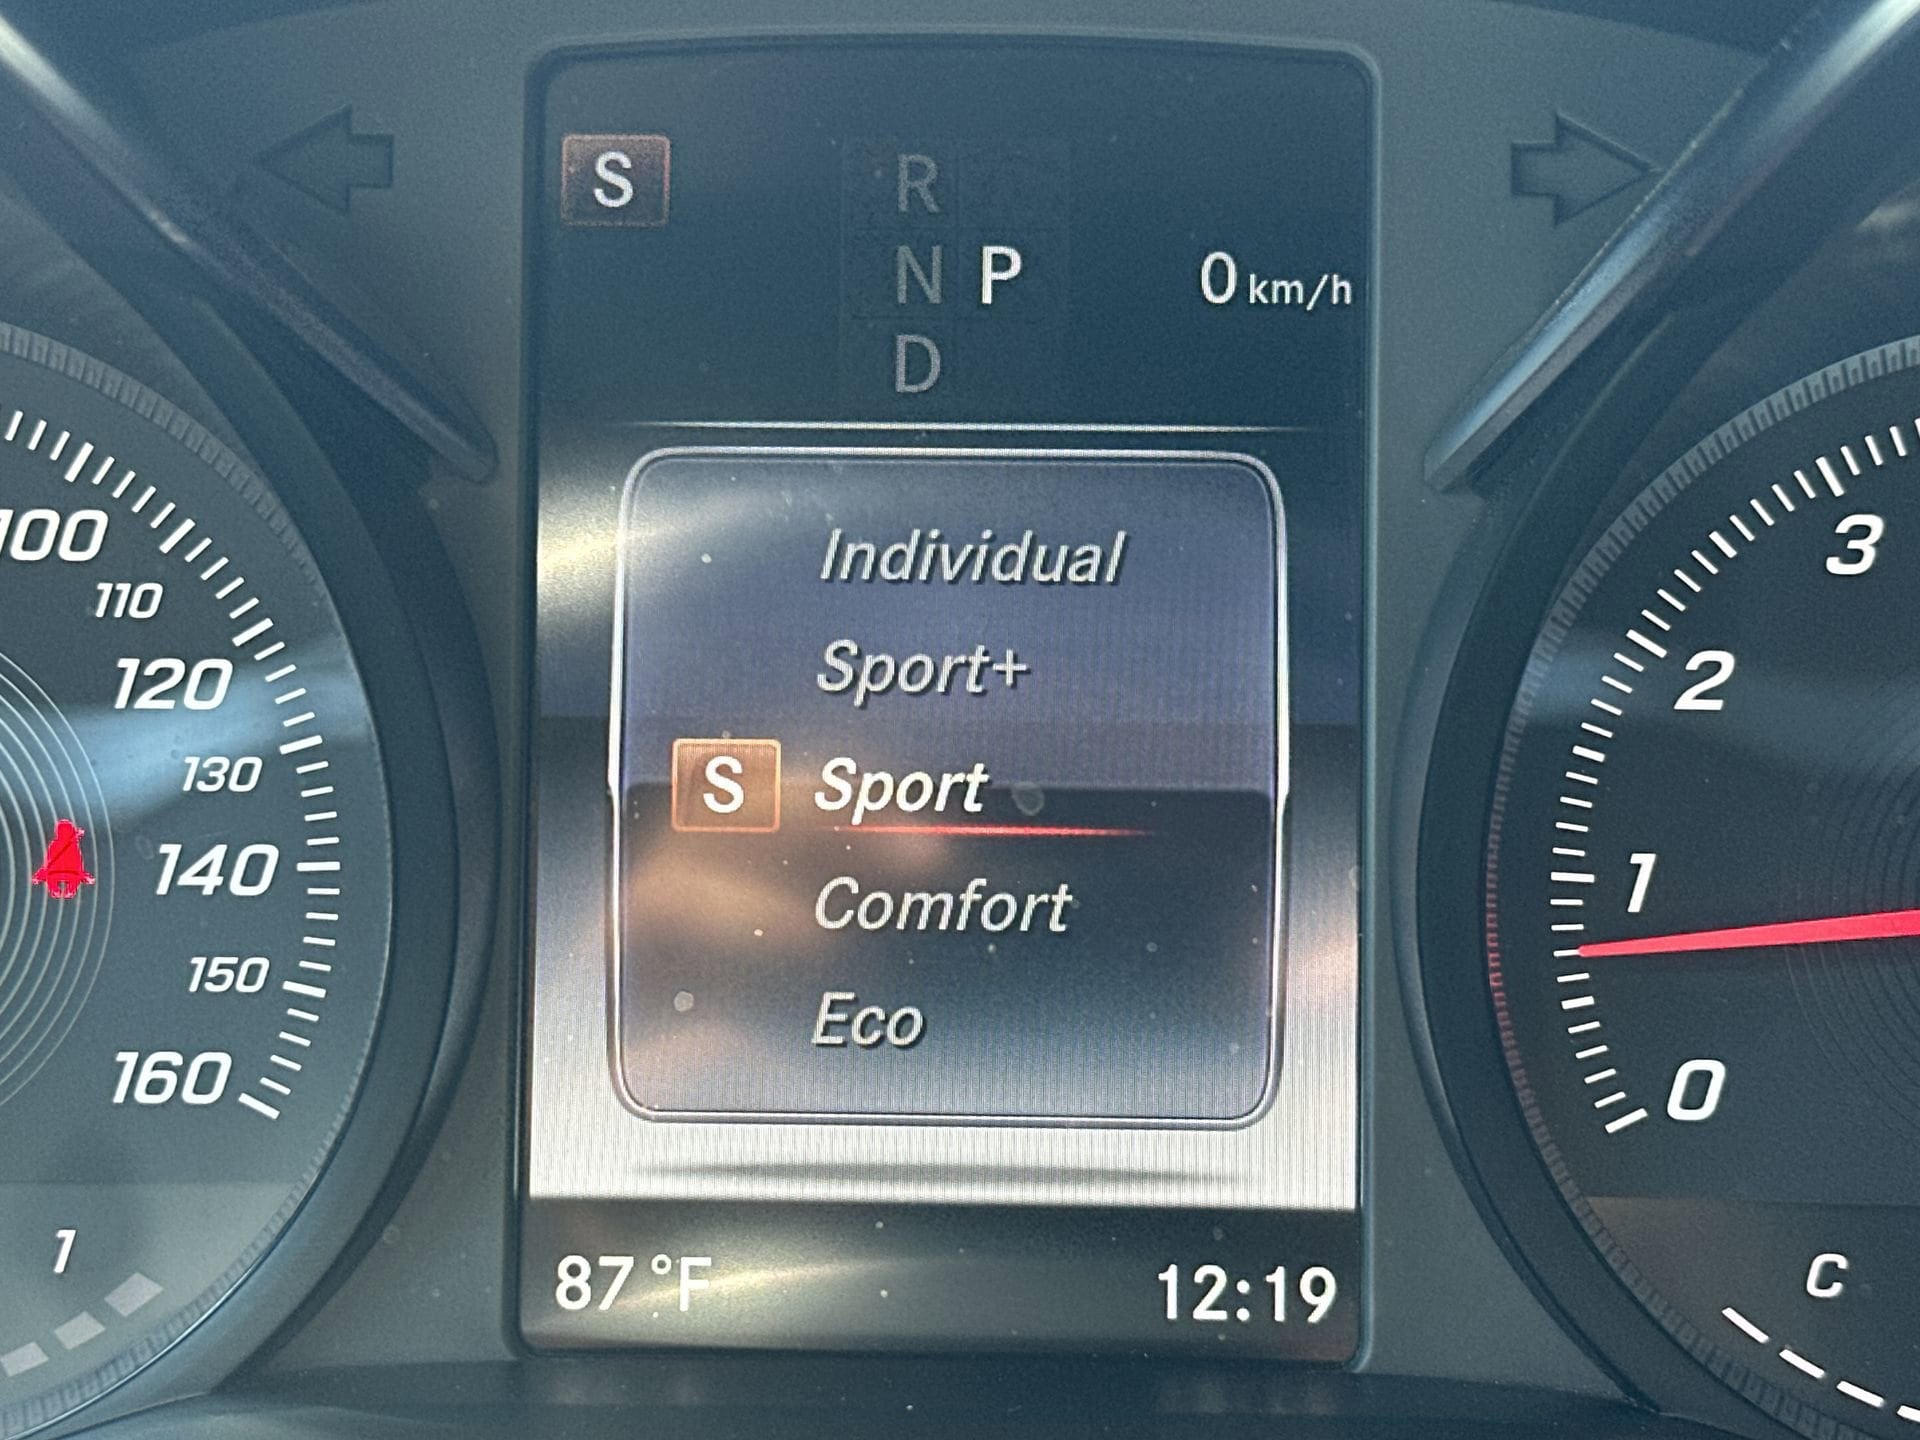 S
R
N P
D
0 km/h
Individual
Sport+
S Sport
Comfort
Eco
87 °F
12:19
100
110
120
130
140
150
160
1
3
2
1
0
C